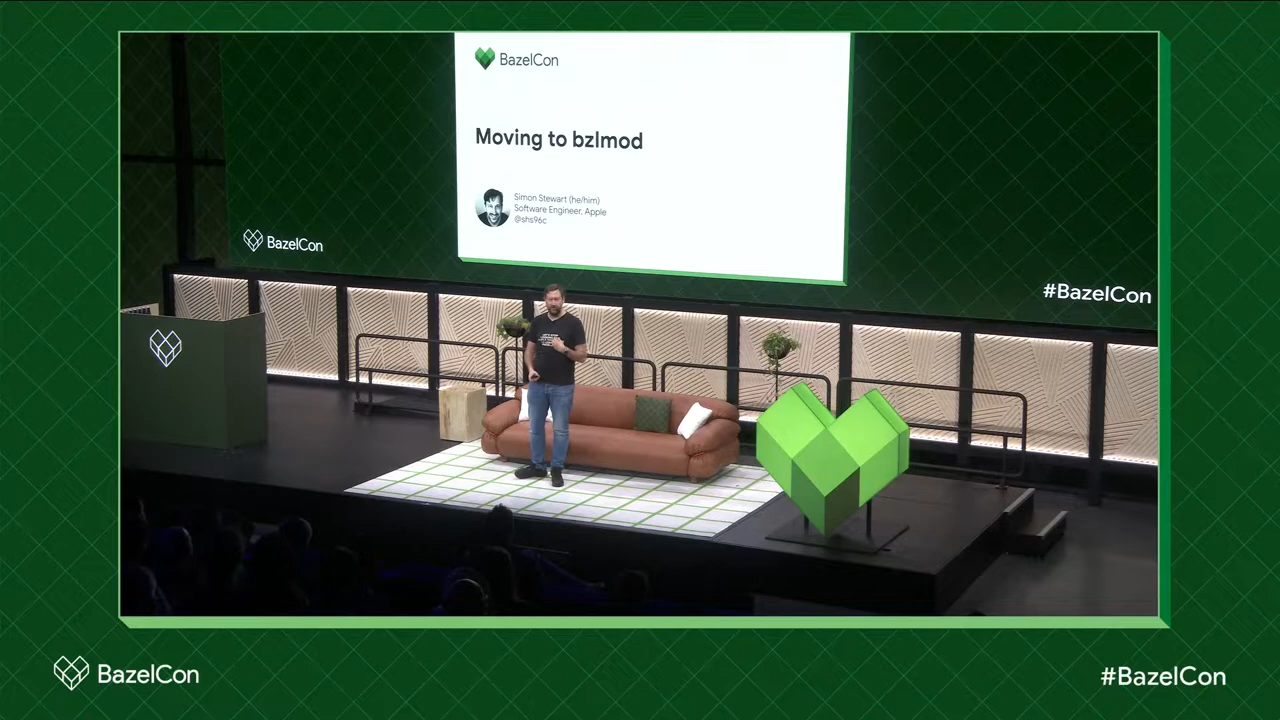 BazelCon
Moving to bzlmod
Simon Stewart (he/him)
Software Engineer, Apple
@shs96c
BazelCon
#BazelCon
BazelCon
#BazelCon